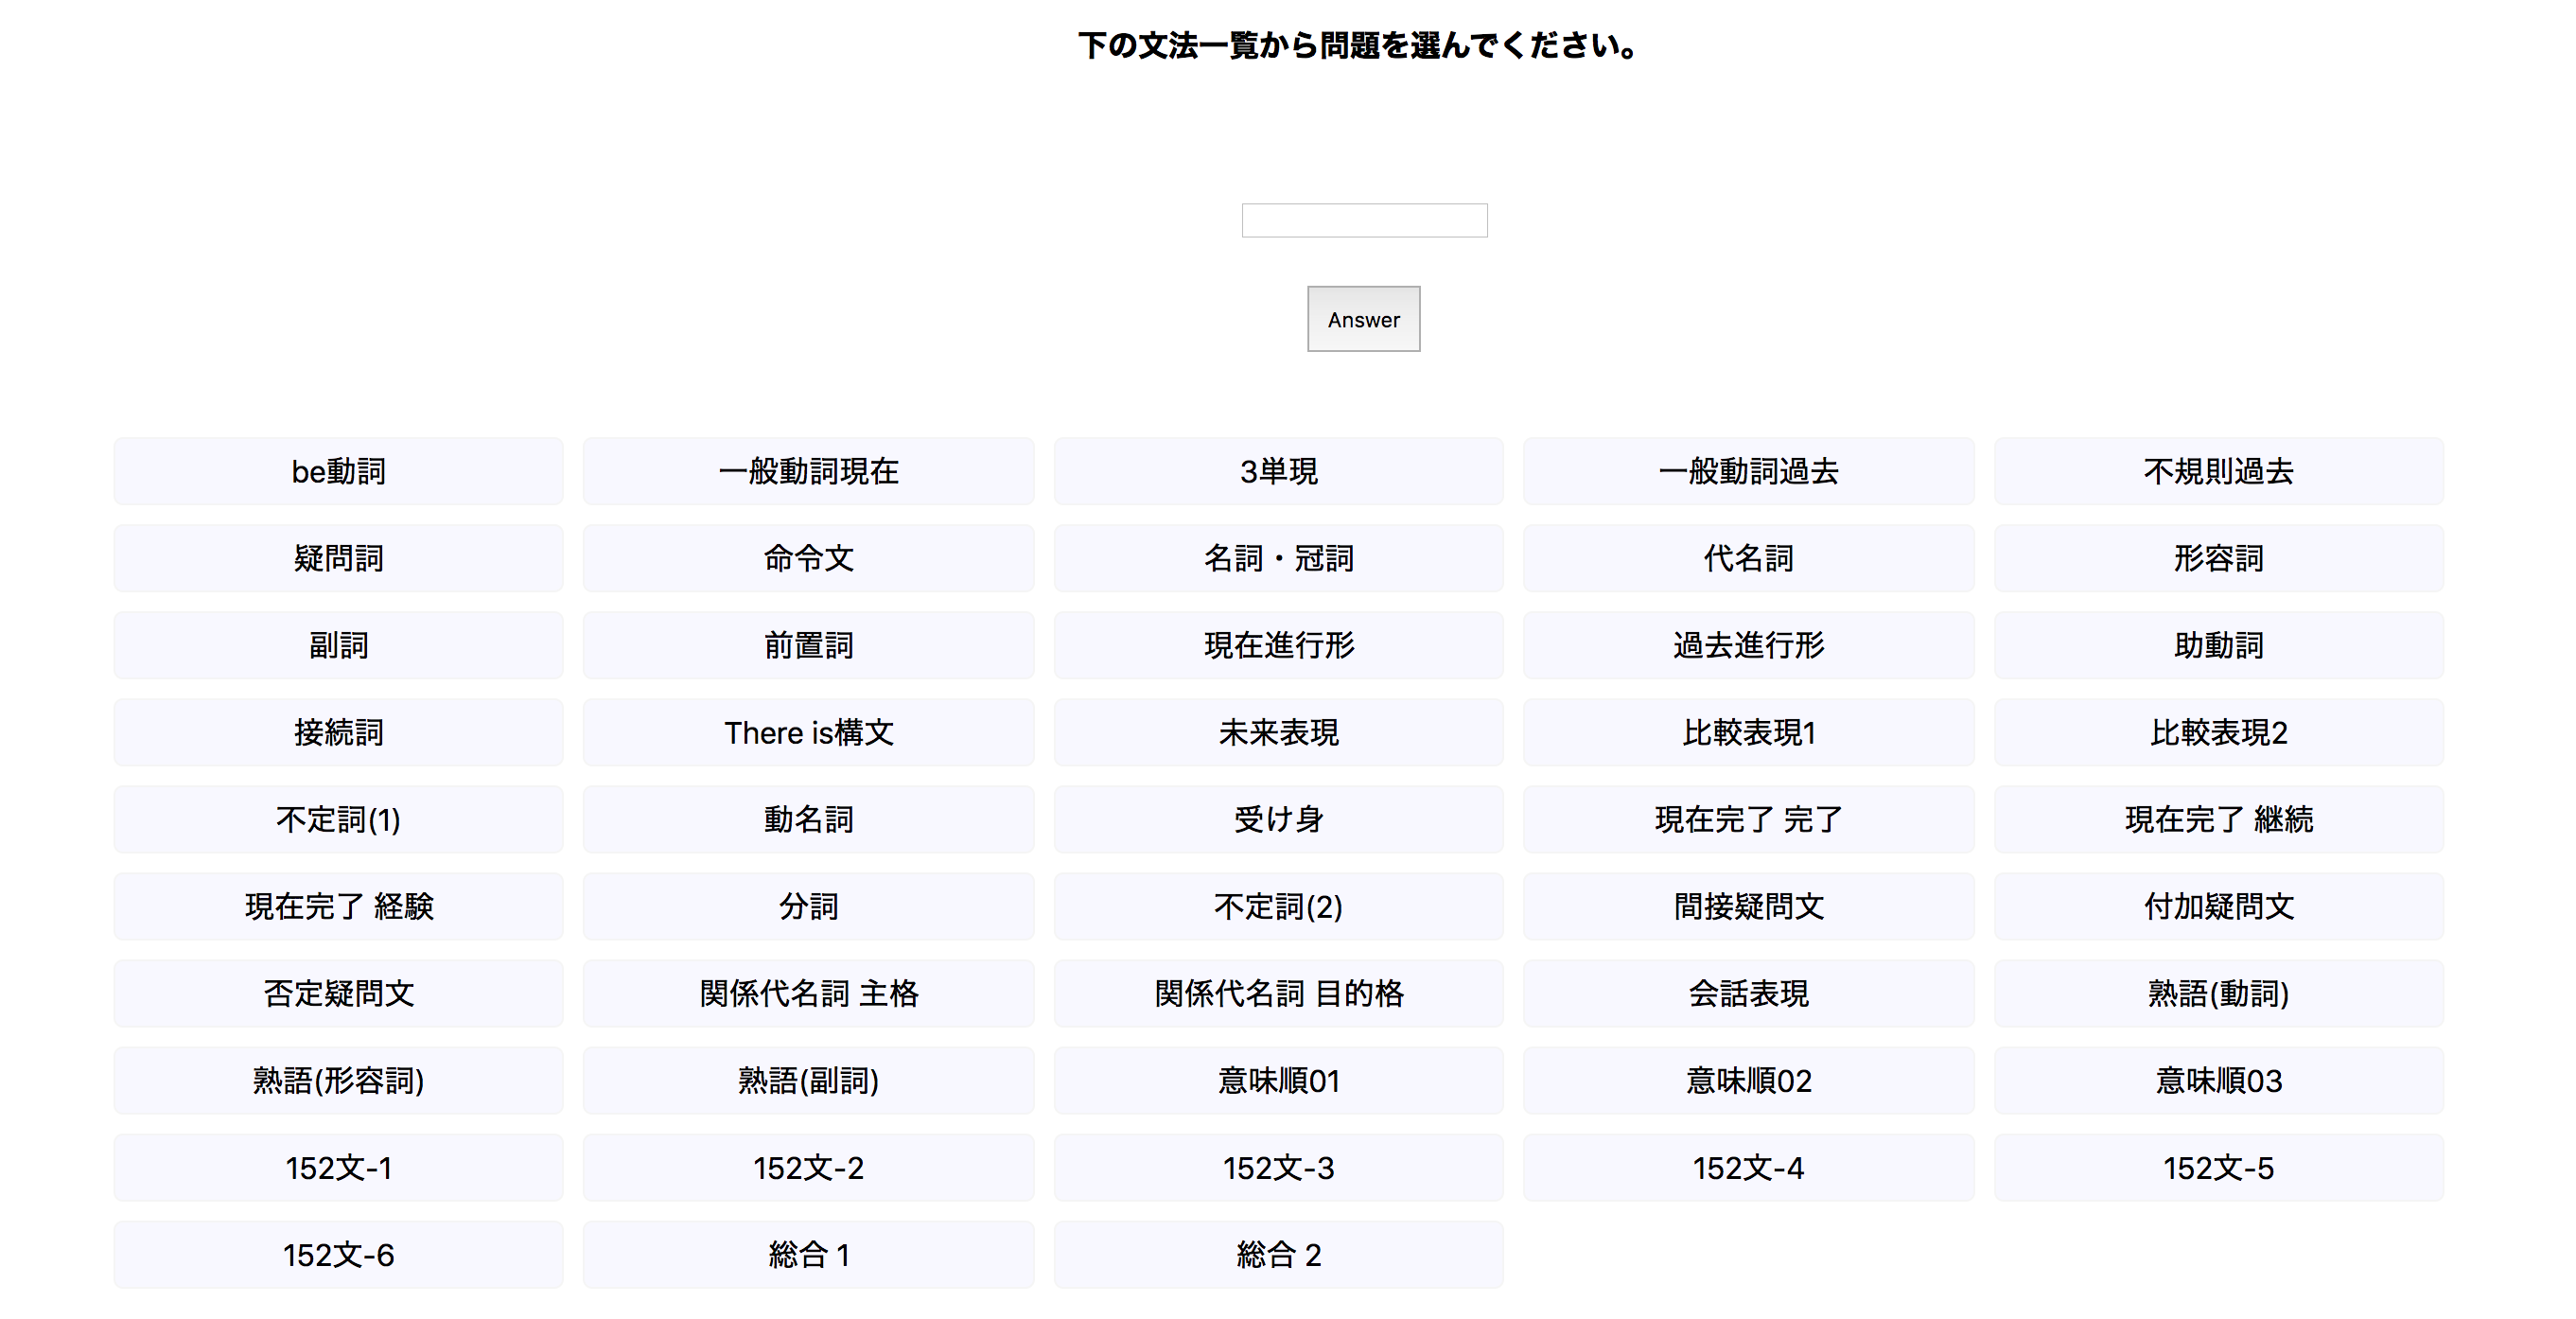 下の文法一覧から問題を選んでください。
Answer
be動詞 一般動詞現在 3単現 一般動詞過去 不規則過去
疑問詞 命令文 名詞・冠詞 代名詞 形容詞
副詞 前置詞 現在進行形 過去進行形 助動詞
接続詞 There is構文 未来表現 比較表現1 比較表現2
不定詞(1) 動名詞 受け身 現在完了 完了 現在完了 継続
現在完了 経験 分詞 不定詞(2) 間接疑問文 付加疑問文
否定疑問文 関係代名詞 主格 関係代名詞 目的格 会話表現 熟語(動詞)
熟語(形容詞) 熟語(副詞) 意味順01 意味順02 意味順03
152文-1 152文-2 152文-3 152文-4 152文-5
152文-6 総合 1 総合 2